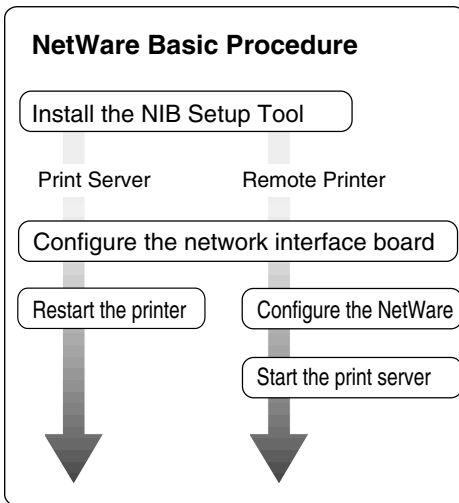 NetWare Basic Procedure
Install the NIB Setup Tool
Print Server
Remote Printer
Configure the network interface board
Restart the printer
Configure the NetWare
Start the print server